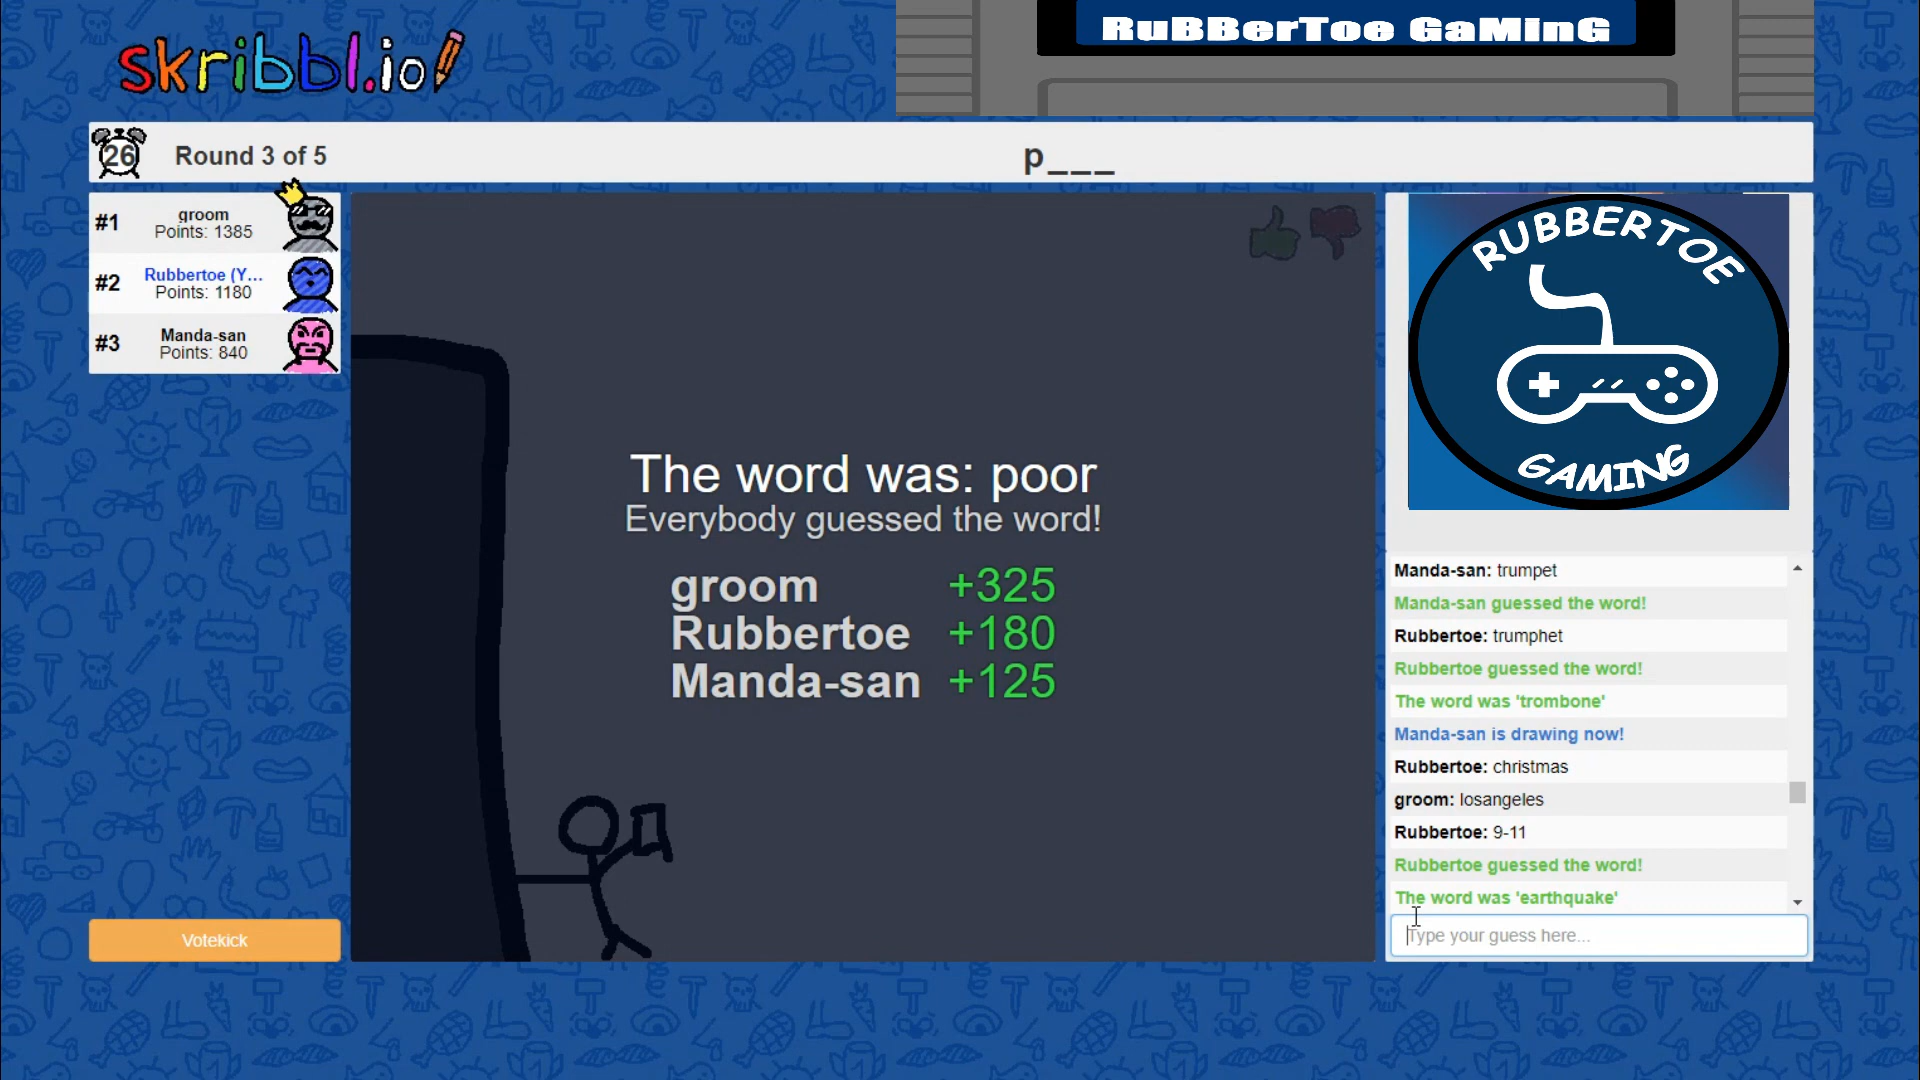 RuBBerToe GaMinG
skribbl.io
26
Round 3 of 5
p___
#1
groom
Points: 1385
#2
Rubbertoe (Y...
Points: 1180
#3
Manda-san
Points: 840
The word was: poor
Everybody guessed the word!
groom +325
Rubbertoe +180
Manda-san +125
RUBBERTOE
GAMING
Manda-san: trumpet
Manda-san guessed the word!
Rubbertoe: trumphet
Rubbertoe guessed the word!
The word was 'trombone'
Manda-san is drawing now!
Rubbertoe: christmas
groom: losangeles
Rubbertoe: 9-11
Rubbertoe guessed the word!
The word was 'earthquake'
Type your guess here...
Votekick